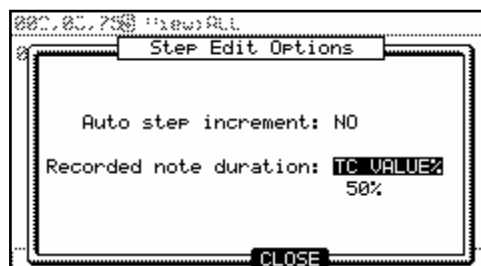 View:ALL
Step Edit Options
Auto step increment: NO
Recorded note duration: TC VALUE%
50%
CLOSE